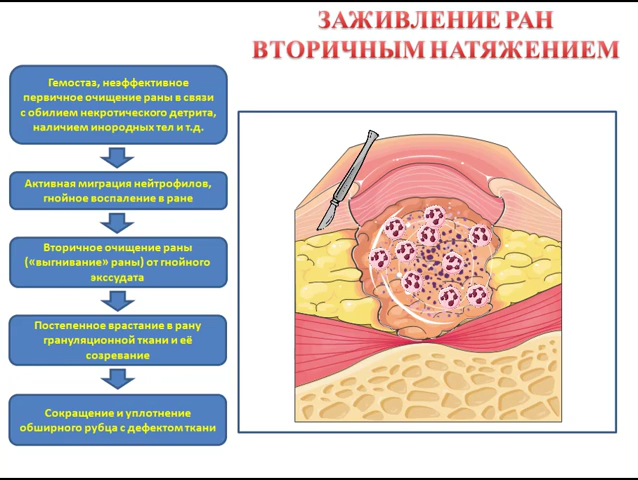 ЗАЖИВЛЕНИЕ РАН
ВТОРИЧНЫМ НАТЯЖЕНИЕМ
Гемостаз, неэффективное
первичное очищение раны в связи
с обилием некротического детрита,
наличием инородных тел и т.д.
Активная миграция нейтрофилов,
гнойное воспаление в ране
Вторичное очищение раны
(«выгнивание» раны) от гнойного
экссудата
Постепенное врастание в рану
грануляционной ткани и её
созревание
Сокращение и уплотнение
обширного рубца с дефектом ткани